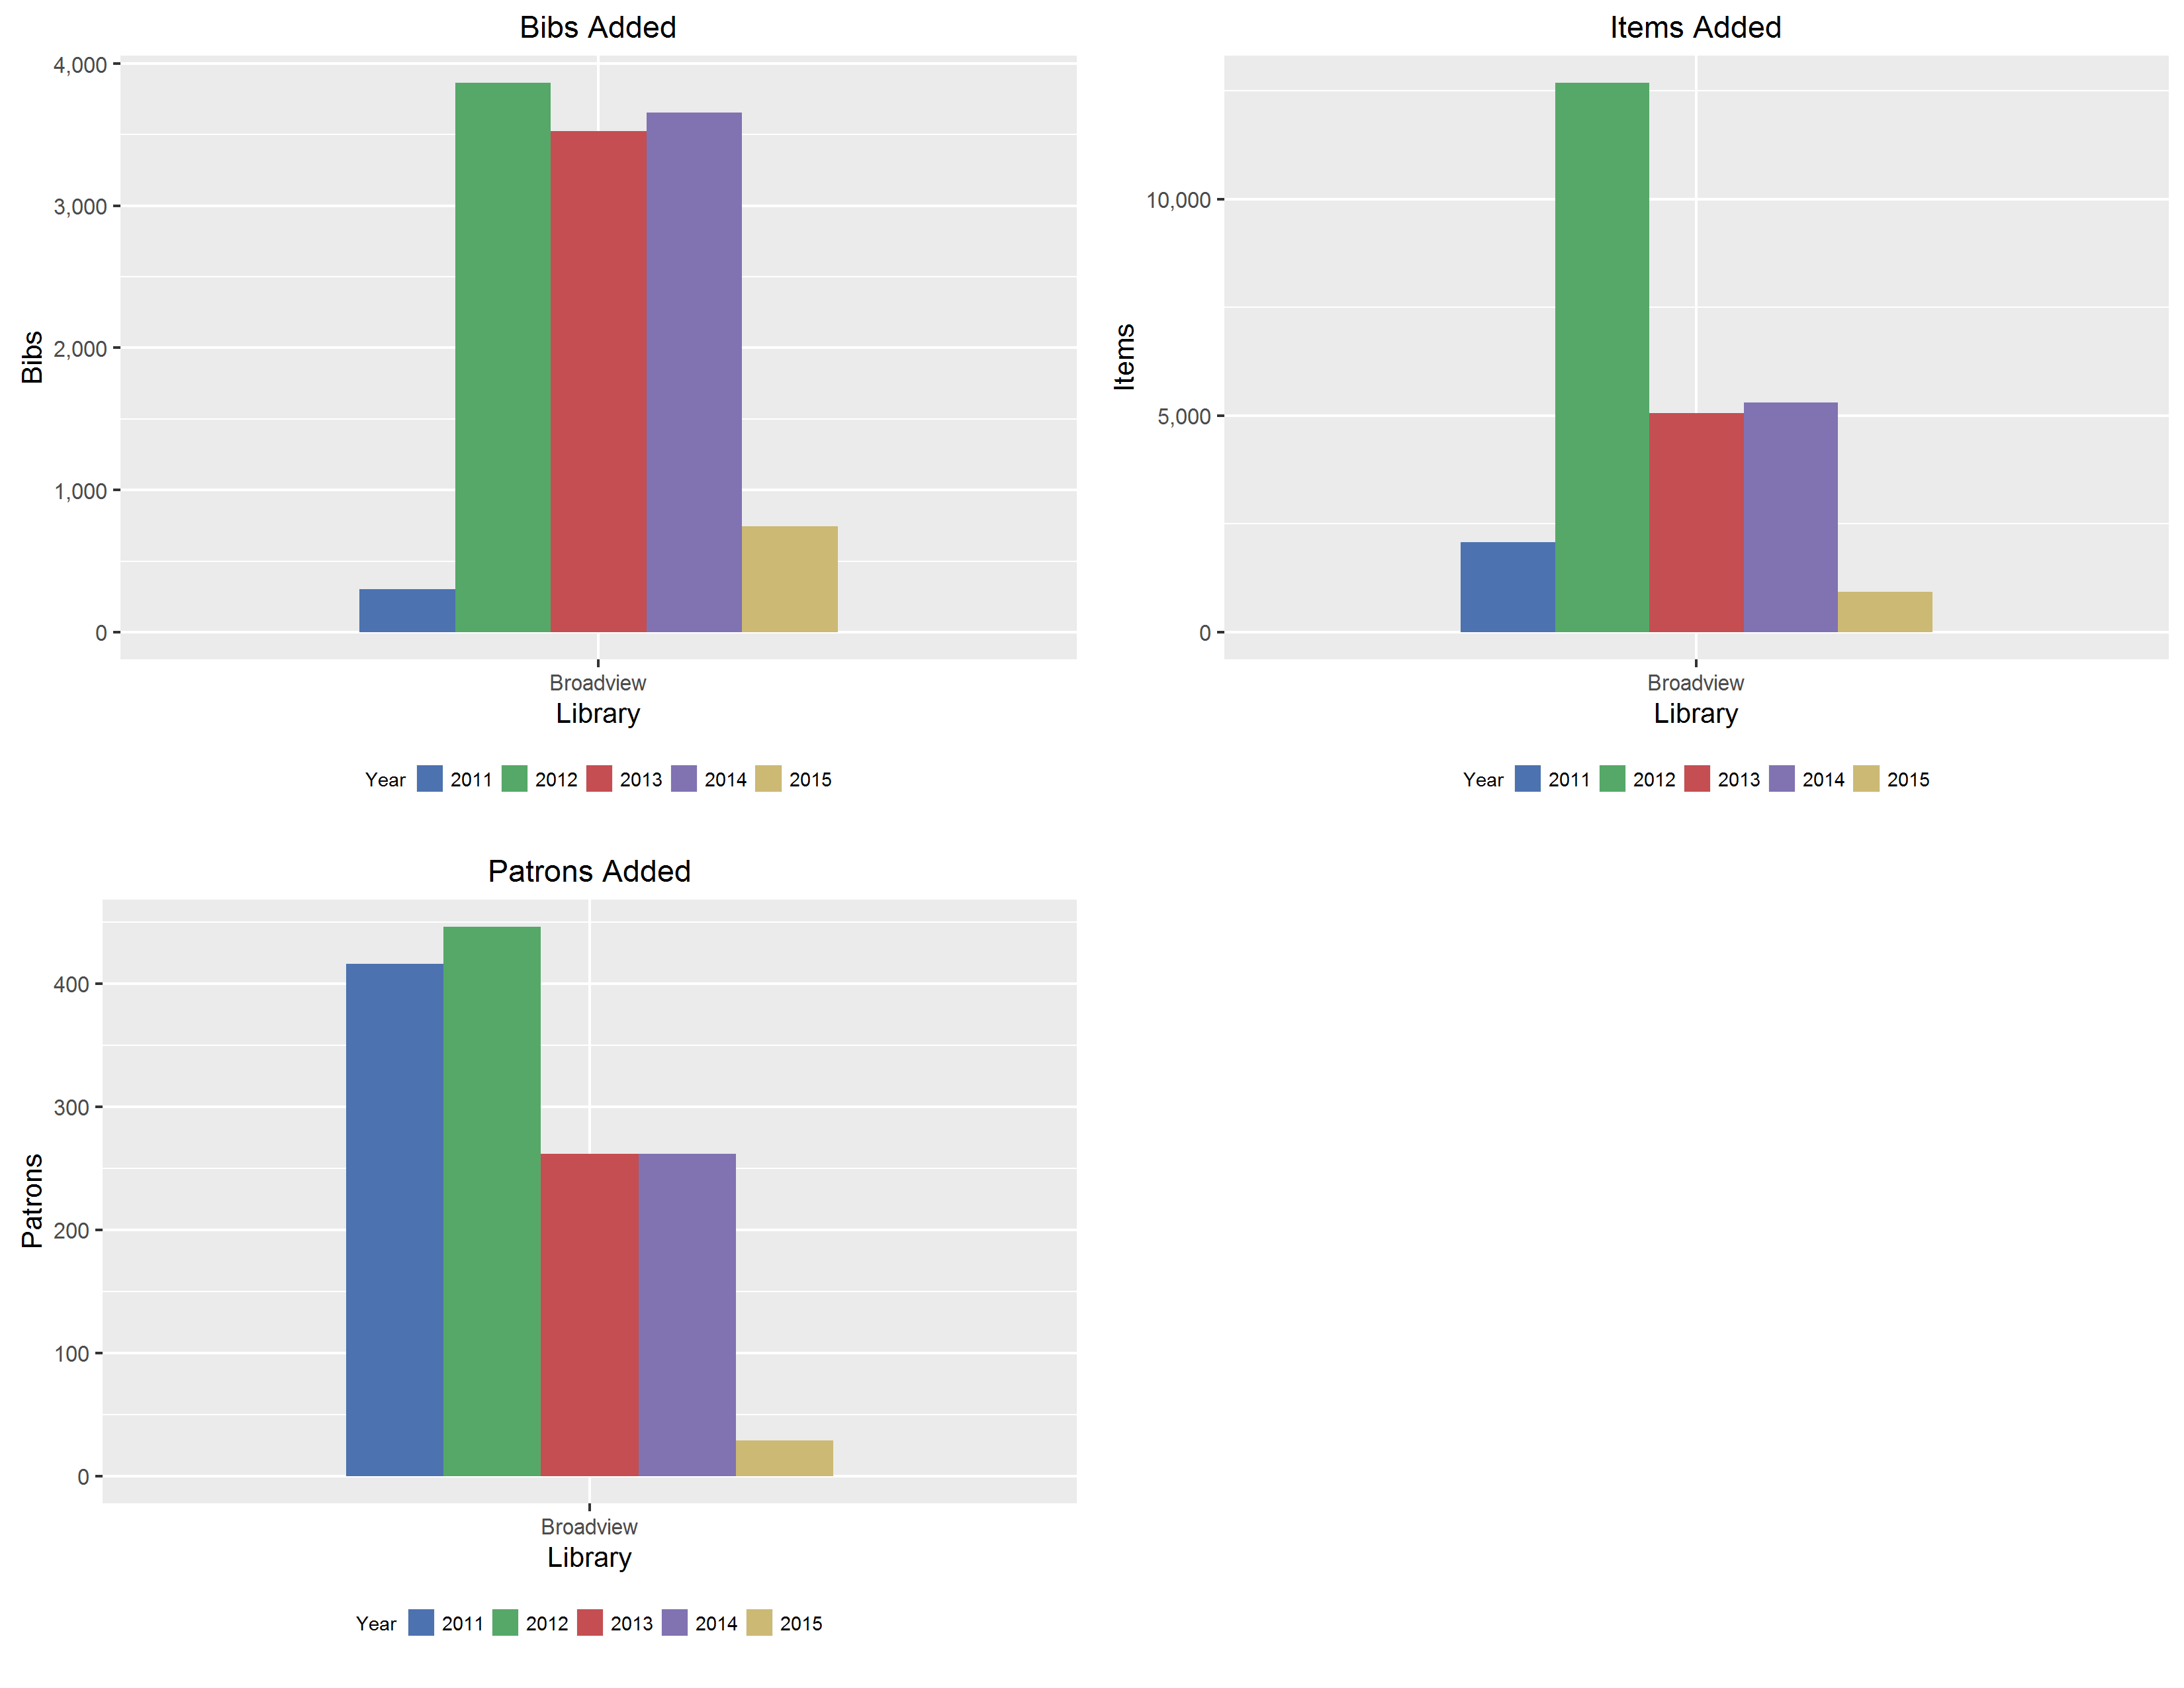 Bibs Added
4,000
3,000
2,000
1,000
0
Bibs
Broadview
Library
Year 2011 2012 2013 2014 2015
Items Added
10,000
5,000
0
Items
Broadview
Library
Year 2011 2012 2013 2014 2015
Patrons Added
400
300
200
100
0
Patrons
Broadview
Library
Year 2011 2012 2013 2014 2015